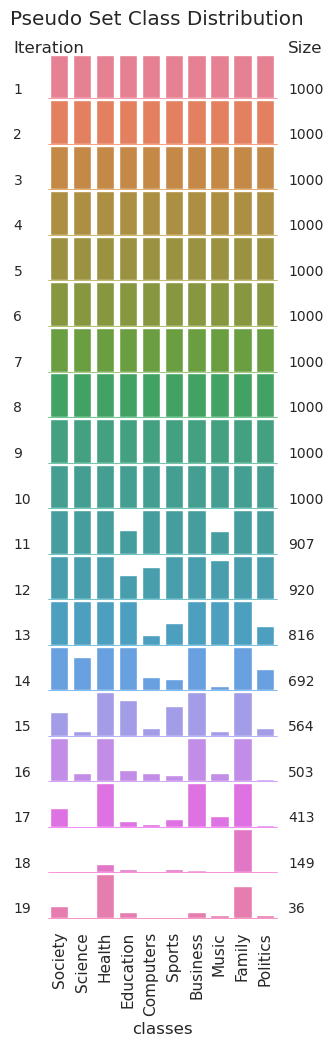 Pseudo Set Class Distribution
Iteration Size
1 1000
2 1000
3 1000
4 1000
5 1000
6 1000
7 1000
8 1000
9 1000
10 1000
11 907
12 920
13 816
14 692
15 564
16 503
17 413
18 149
19 36
Society
Science
Health
Education
Computers
Sports
Business
Music
Family
Politics
classes